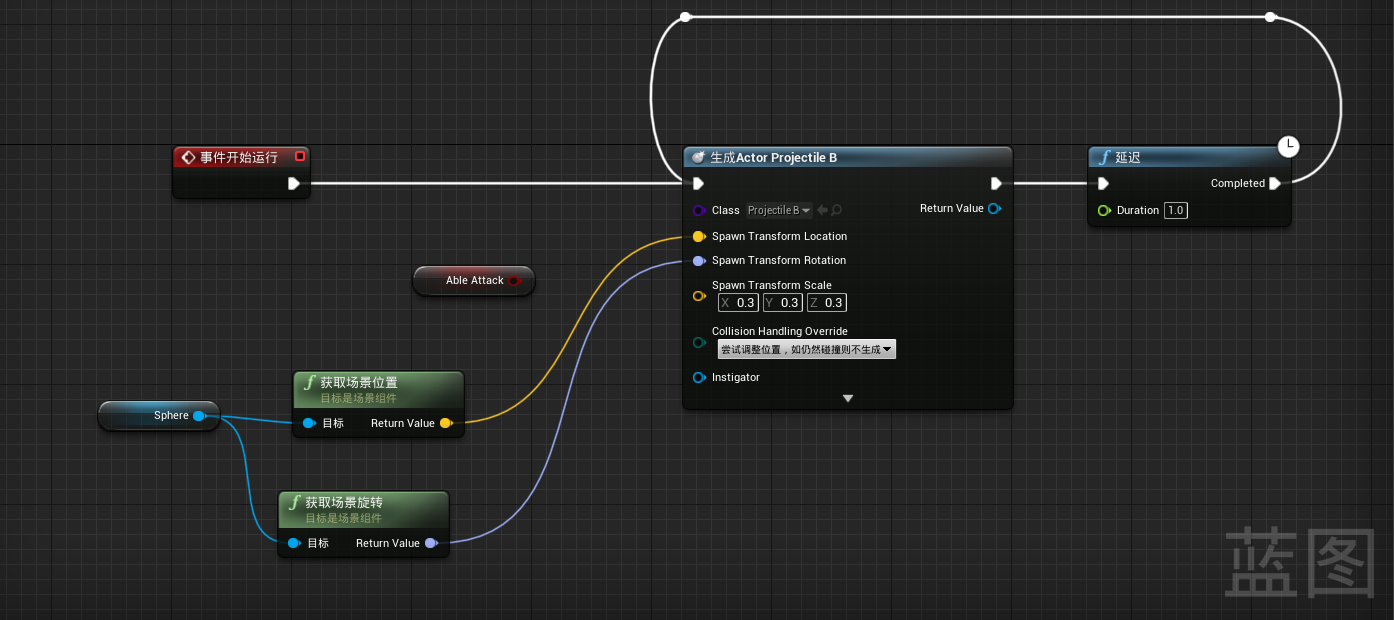 事件开始运行
生成Actor Projectile B
Class Projectile B
Return Value
Spawn Transform Location
Spawn Transform Rotation
Spawn Transform Scale
X 0.3 Y 0.3 Z 0.3
Collision Handling Override
尝试调整位置，如仍然碰撞则不生成
Instigator
延迟
Completed
Duration 1.0
Able Attack
Sphere
获取场景位置
目标是场景组件
目标 Return Value
获取场景旋转
目标是场景组件
目标 Return Value
蓝图